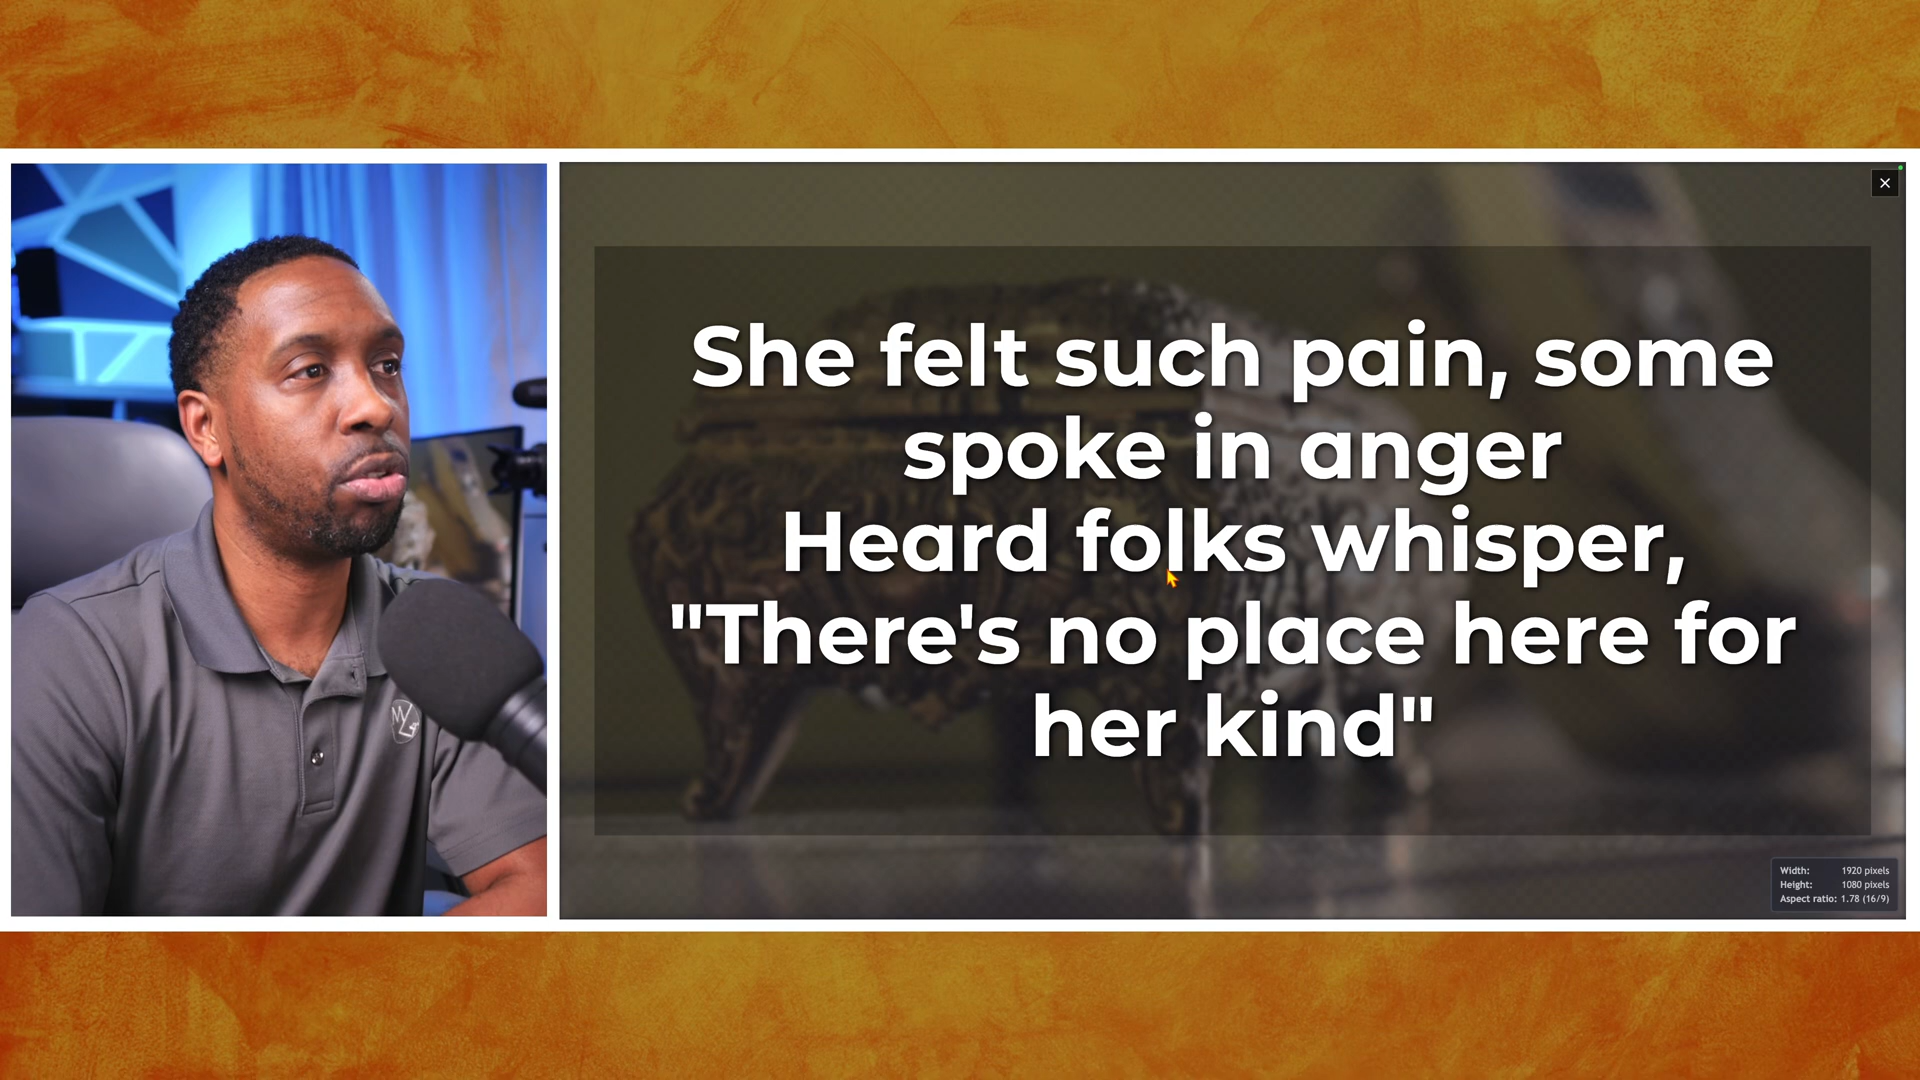 She felt such pain, some
spoke in anger
Heard folks whisper,
"There's no place here for
her kind"
Width: 1920 pixels
Height: 1080 pixels
Aspect ratio: 1.78 (16/9)